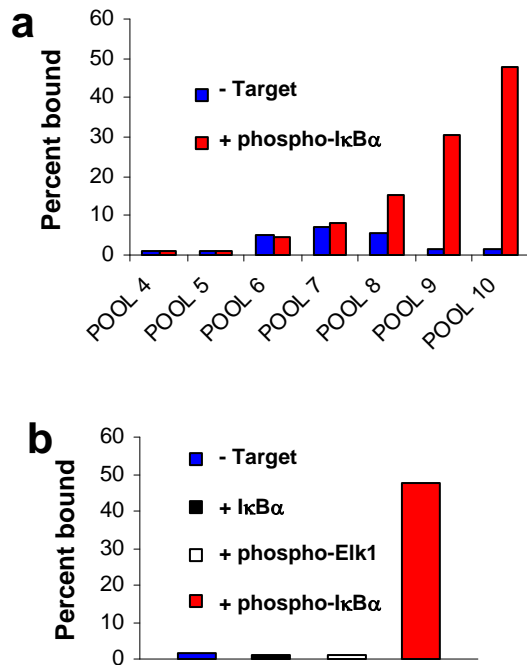 a
Percent bound
60
50
40
30
20
10
0
- Target
+ phospho-IκBα
POOL 4
POOL 5
POOL 6
POOL 7
POOL 8
POOL 9
POOL 10
b
Percent bound
60
50
40
30
20
10
0
- Target
+ IκBα
+ phospho-Elk1
+ phospho-IκBα